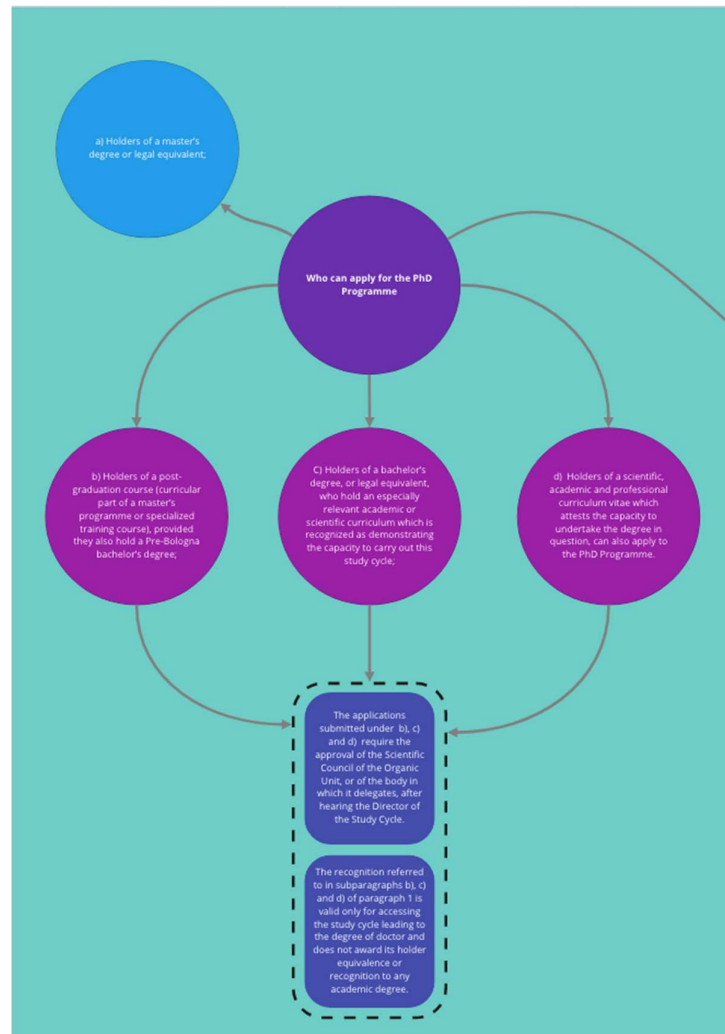 a) Holders of a master's
degree or legal equivalent;
Who can apply for the PhD
Programme
b) Holders of a post-
graduation course (curricular
part of a master's
programme or specialized
training course), provided
they also hold a Pre-Bologna
bachelor's degree;
C) Holders of a bachelor's
degree, or legal equivalent,
who hold an especially
relevant academic or
scientific curriculum which is
recognized as demonstrating
the capacity to carry out this
study cycle;
d) Holders of a scientific,
academic and professional
curriculum vitae which
attests the capacity to
undertake the degree in
question, can also apply to
the PhD Programme.
The applications
submitted under b), c)
and d) require the
approval of the Scientific
Council of the Organic
Unit, or of the body in
which it delegates, after
hearing the Director of
the Study Cycle.
The recognition referred
to in subparagraphs b), c)
and d) of paragraph 1 is
valid only for accessing
the study cycle leading to
the degree of doctor and
does not award its holder
equivalence or
recognition to any
academic degree.